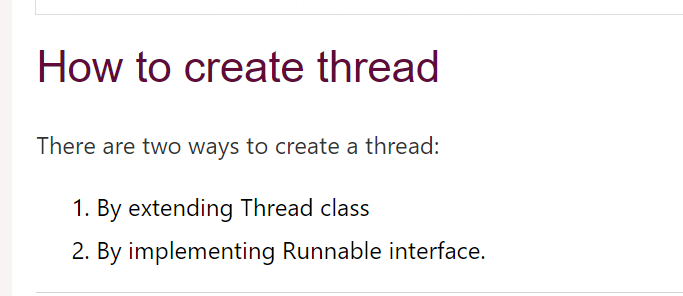 How to create thread
There are two ways to create a thread:
1. By extending Thread class
2. By implementing Runnable interface.